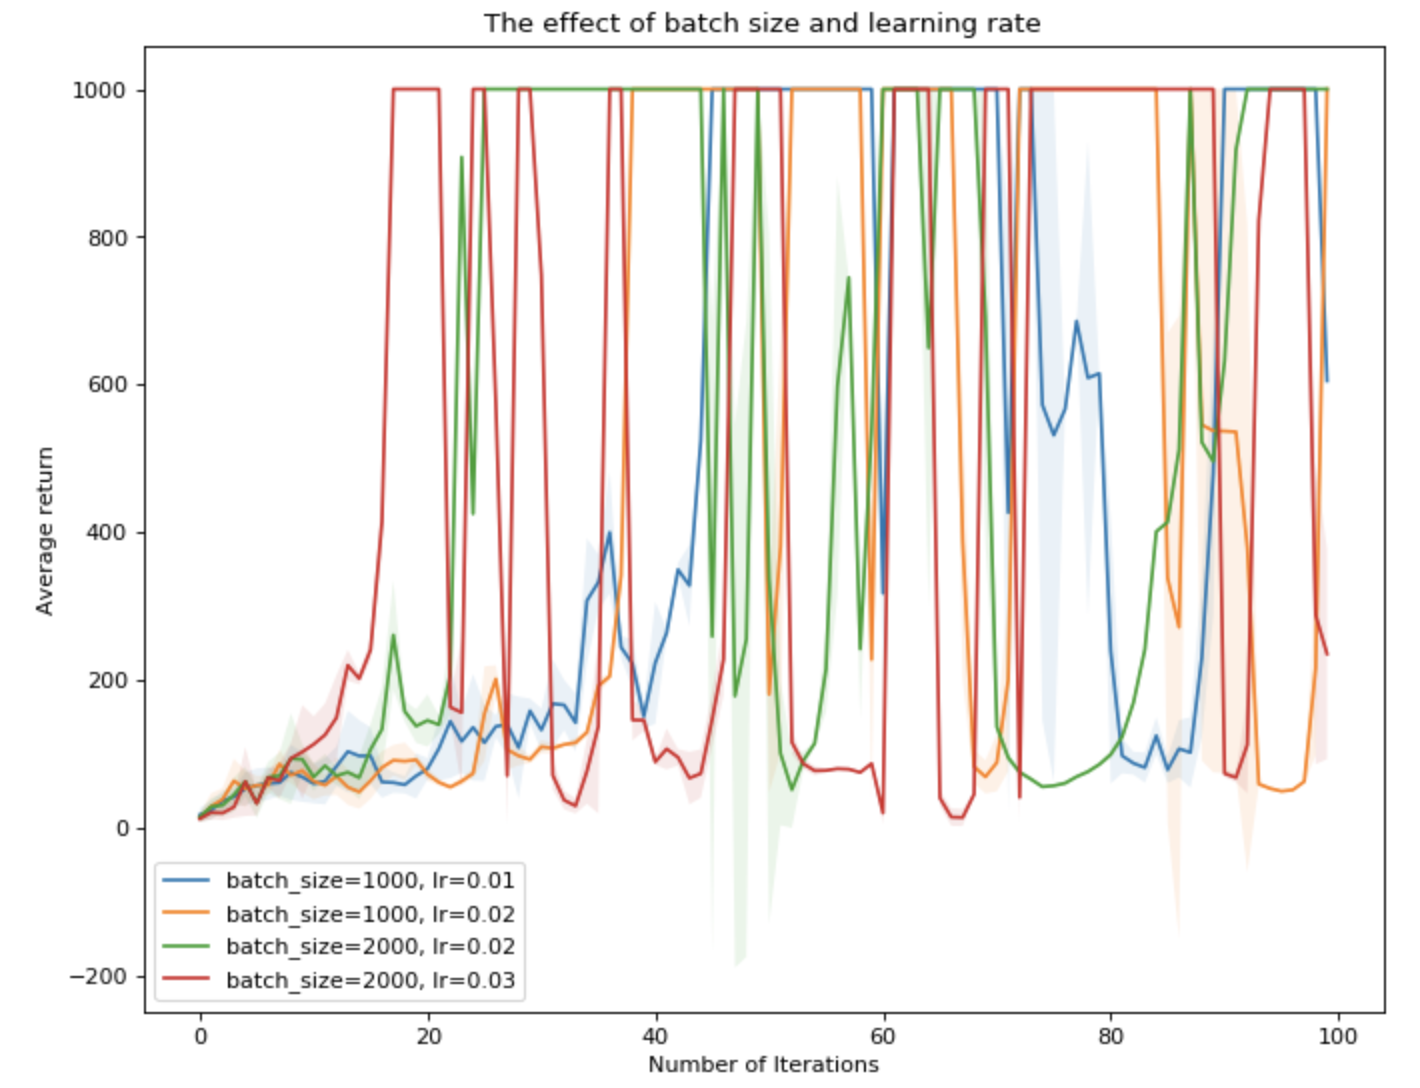 The effect of batch size and learning rate
1000
800
600
400
200
0
−200
Average return
batch_size=1000, lr=0.01
batch_size=1000, lr=0.02
batch_size=2000, lr=0.02
batch_size=2000, lr=0.03
0 20 40 60 80 100
Number of Iterations